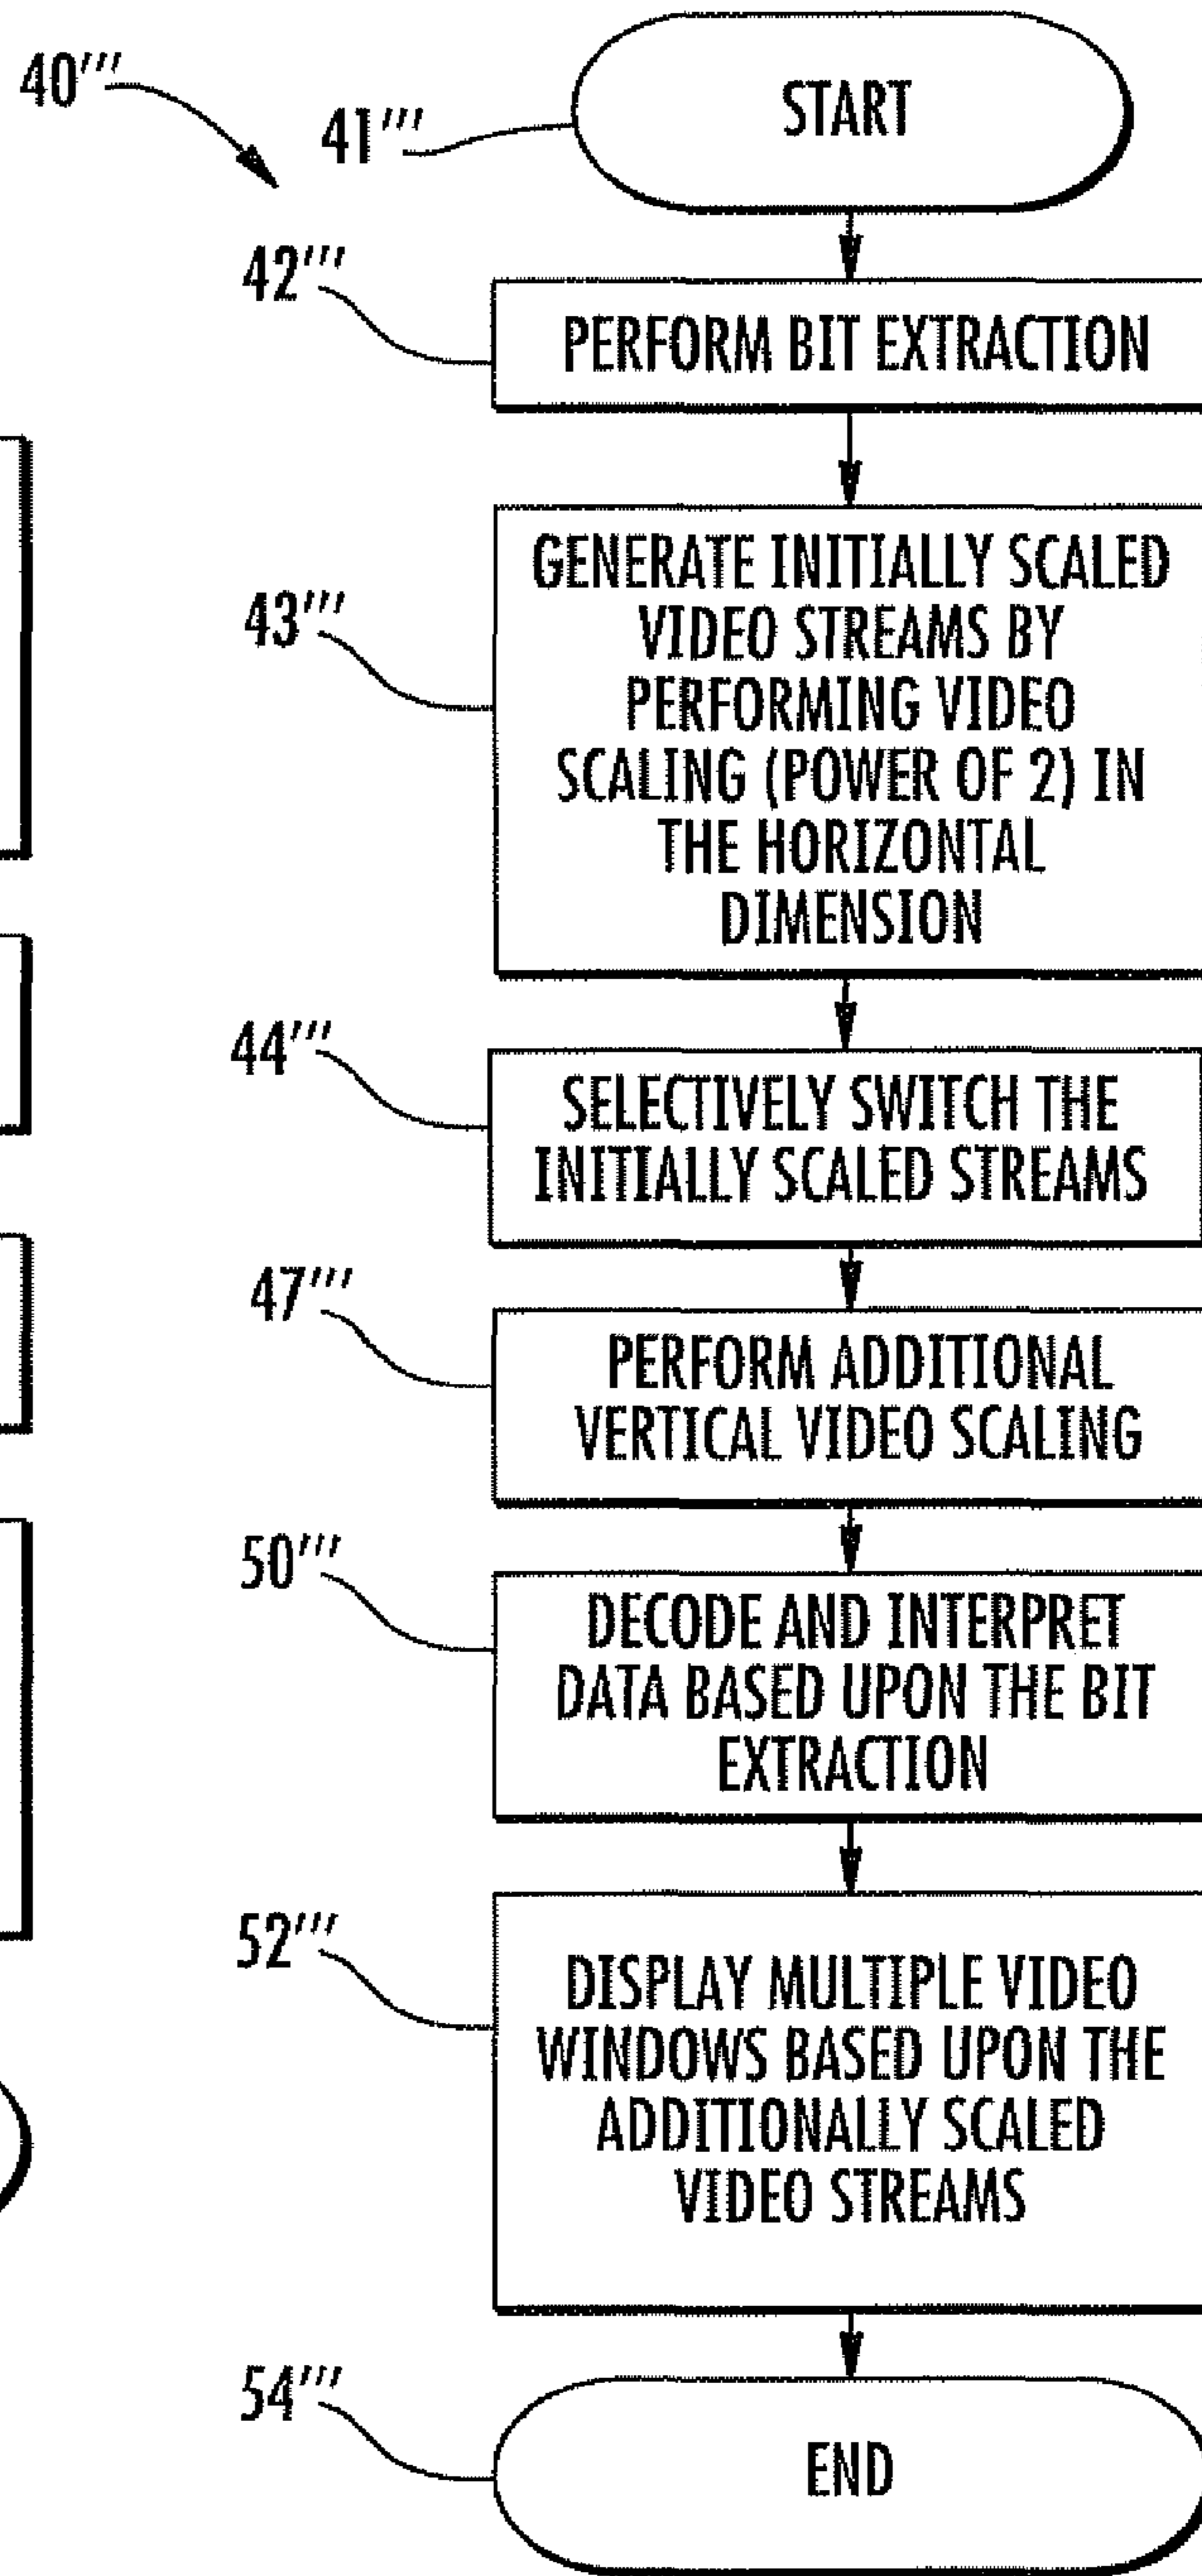 40'''
41'''
START
42'''
PERFORM BIT EXTRACTION
43'''
GENERATE INITIALLY SCALED
VIDEO STREAMS BY
PERFORMING VIDEO
SCALING (POWER OF 2) IN
THE HORIZONTAL
DIMENSION
44'''
SELECTIVELY SWITCH THE
INITIALLY SCALED STREAMS
47'''
PERFORM ADDITIONAL
VERTICAL VIDEO SCALING
50'''
DECODE AND INTERPRET
DATA BASED UPON THE BIT
EXTRACTION
52'''
DISPLAY MULTIPLE VIDEO
WINDOWS BASED UPON THE
ADDITIONALLY SCALED
VIDEO STREAMS
54'''
END